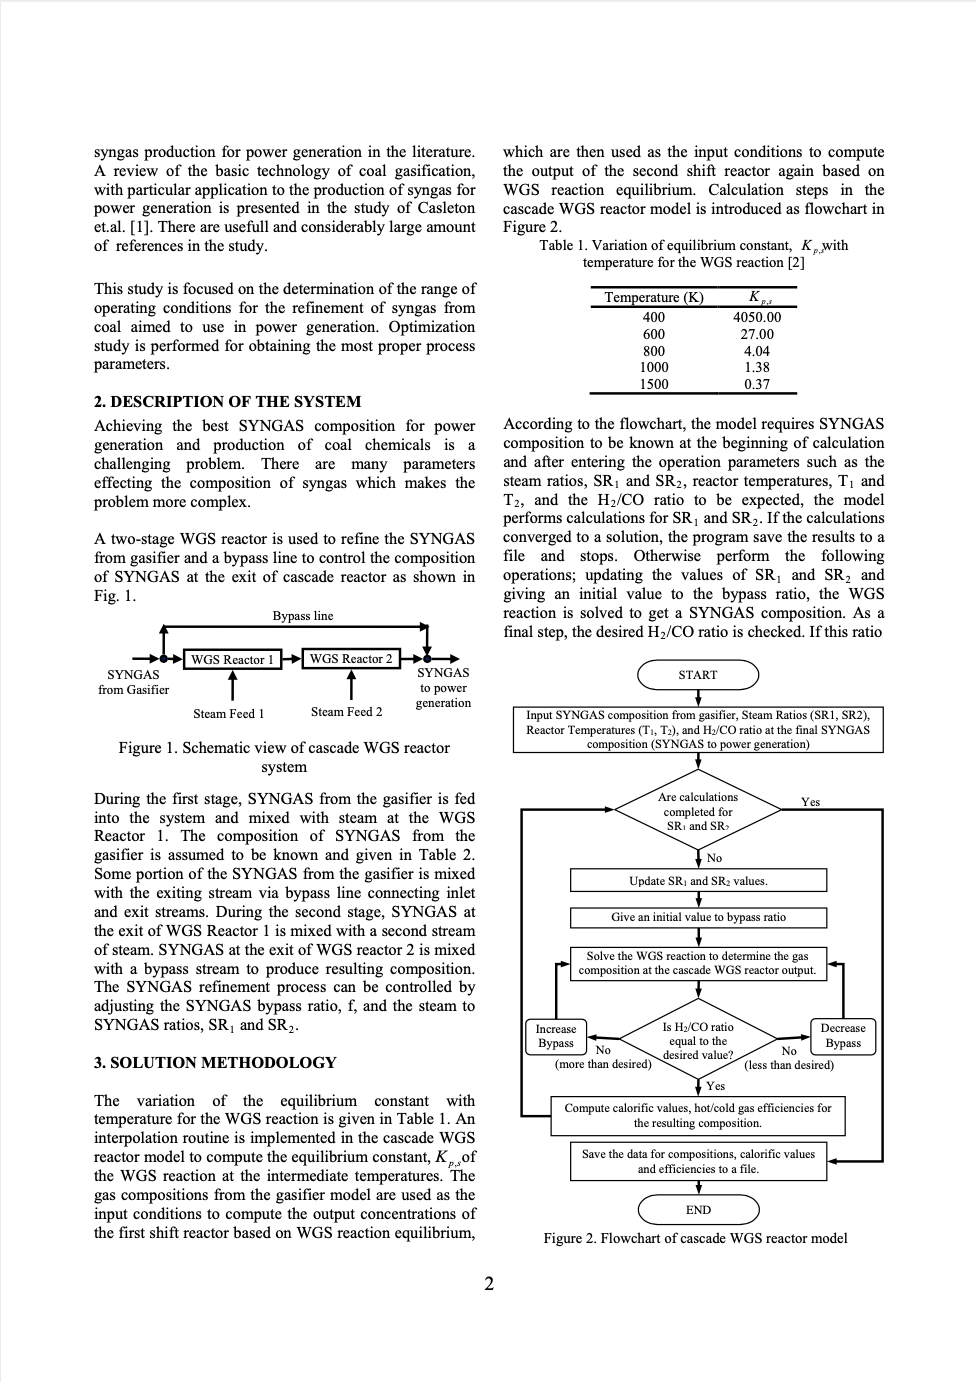 syngas production for power generation in the literature.
A review of the basic technology of coal gasification,
with particular application to the production of syngas for
power generation is presented in the study of Casleton
et.al. [1]. There are usefull and considerably large amount
of references in the study.
This study is focused on the determination of the range of
operating conditions for the refinement of syngas from
coal aimed to use in power generation. Optimization
study is performed for obtaining the most proper process
parameters.
2. DESCRIPTION OF THE SYSTEM
Achieving the best SYNGAS composition for power
generation and production of coal chemicals is a
challenging problem. There are many parameters
effecting the composition of syngas which makes the
problem more complex.
A two-stage WGS reactor is used to refine the SYNGAS
from gasifier and a bypass line to control the composition
of SYNGAS at the exit of cascade reactor as shown in
Fig. 1.
Bypass line
WGS Reactor 1
WGS Reactor 2
SYNGAS
from Gasifier
SYNGAS
to power
generation
Steam Feed 1
Steam Feed 2
Figure 1. Schematic view of cascade WGS reactor
system
During the first stage, SYNGAS from the gasifier is fed
into the system and mixed with steam at the WGS
Reactor 1. The composition of SYNGAS from the
gasifier is assumed to be known and given in Table 2.
Some portion of the SYNGAS from the gasifier is mixed
with the exiting stream via bypass line connecting inlet
and exit streams. During the second stage, SYNGAS at
the exit of WGS Reactor 1 is mixed with a second stream
of steam. SYNGAS at the exit of WGS reactor 2 is mixed
with a bypass stream to produce resulting composition.
The SYNGAS refinement process can be controlled by
adjusting the SYNGAS bypass ratio, f, and the steam to
SYNGAS ratios, SR₁ and SR₂.
3. SOLUTION METHODOLOGY
The variation of the equilibrium constant with
temperature for the WGS reaction is given in Table 1. An
interpolation routine is implemented in the cascade WGS
reactor model to compute the equilibrium constant, K p,s of
the WGS reaction at the intermediate temperatures. The
gas compositions from the gasifier model are used as the
input conditions to compute the output concentrations of
the first shift reactor based on WGS reaction equilibrium,
which are then used as the input conditions to compute
the output of the second shift reactor again based on
WGS reaction equilibrium. Calculation steps in the
cascade WGS reactor model is introduced as flowchart in
Figure 2.
Table 1. Variation of equilibrium constant, K p,s with
temperature for the WGS reaction [2]
Temperature (K) K p,s
400 4050.00
600 27.00
800 4.04
1000 1.38
1500 0.37
According to the flowchart, the model requires SYNGAS
composition to be known at the beginning of calculation
and after entering the operation parameters such as the
steam ratios, SR₁ and SR₂, reactor temperatures, T₁ and
T₂, and the H₂/CO ratio to be expected, the model
performs calculations for SR₁ and SR₂. If the calculations
converged to a solution, the program save the results to a
file and stops. Otherwise perform the following
operations; updating the values of SR₁ and SR₂ and
giving an initial value to the bypass ratio, the WGS
reaction is solved to get a SYNGAS composition. As a
final step, the desired H₂/CO ratio is checked. If this ratio
START
Input SYNGAS composition from gasifier, Steam Ratios (SR1, SR2),
Reactor Temperatures (T₁, T₂), and H₂/CO ratio at the final SYNGAS
composition (SYNGAS to power generation)
Are calculations
completed for
SR₁ and SR₂
Yes
No
Update SR₁ and SR₂ values.
Give an initial value to bypass ratio
Solve the WGS reaction to determine the gas
composition at the cascade WGS reactor output.
Increase
Bypass
Is H₂/CO ratio
equal to the
desired value?
Decrease
Bypass
No
(more than desired)
No
(less than desired)
Yes
Compute calorific values, hot/cold gas efficiencies for
the resulting composition.
Save the data for compositions, calorific values
and efficiencies to a file.
END
Figure 2. Flowchart of cascade WGS reactor model
2